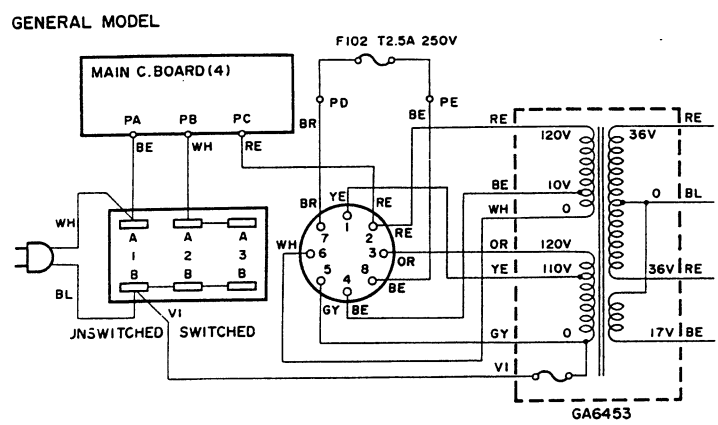 GENERAL MODEL
F102 T2.5A 250V
MAIN C.BOARD(4)
PA PB PC
BE WH RE
PD PE
BR BE
RE 120V 36V RE
BE 10V 0 BL
WH 0
OR 120V
YE 110V 36V RE
GY 0 17V BE
VI
GA6453
WH
BL
A A A
1 2 3
B B B
UNSWITCHED SWITCHED
VI
BR YE RE
7 1 2 RE
WH 6 3 OR
5 4 8 BE
GY BE